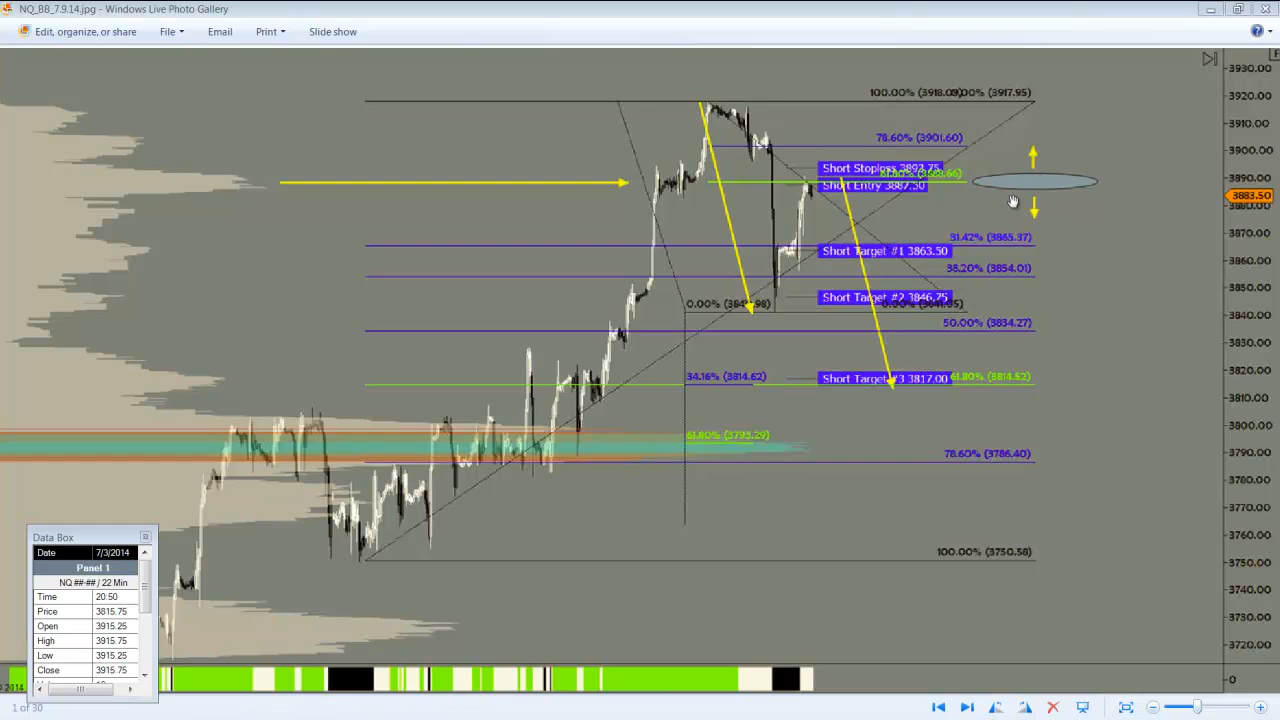 NQ_BB_7.9.14.jpg - Windows Live Photo Gallery
Edit, organize, or share File Email Print Slide show
3930.00
100.00% (3918.00) 0.00% (3917.95)
3920.00
3910.00
78.60% (3901.60)
3900.00
Short Stoploss 3892.75
3890.00
Short Entry 3887.50
3883.50
3880.00
3870.00
31.42% (3865.37)
Short Target #1 3863.50
3860.00
38.20% (3854.01)
3850.00
Short Target #2 3846.75
3840.00
50.00% (3834.27)
3830.00
3820.00
34.16% (3814.62) Short Target #3 3817.00 61.80% (3814.52)
3810.00
3800.00
61.80% (3793.29)
3790.00
78.60% (3786.40)
3780.00
3770.00
3760.00
100.00% (3750.58)
3750.00
3740.00
3730.00
3720.00
0
Data Box
Date 7/3/2014
Panel 1
NQ ##-## / 22 Min
Time 20:50
Price 3815.75
Open 3915.25
High 3915.75
Low 3915.25
Close 3915.75
2014
1 of 30